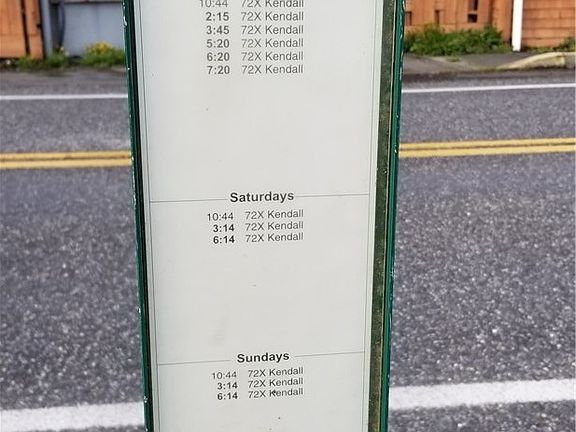 10:44 72X Kendall
2:15 72X Kendall
3:45 72X Kendall
5:20 72X Kendall
6:20 72X Kendall
7:20 72X Kendall
Saturdays
10:44 72X Kendall
3:14 72X Kendall
6:14 72X Kendall
Sundays
10:44 72X Kendall
3:14 72X Kendall
6:14 72X Kendall